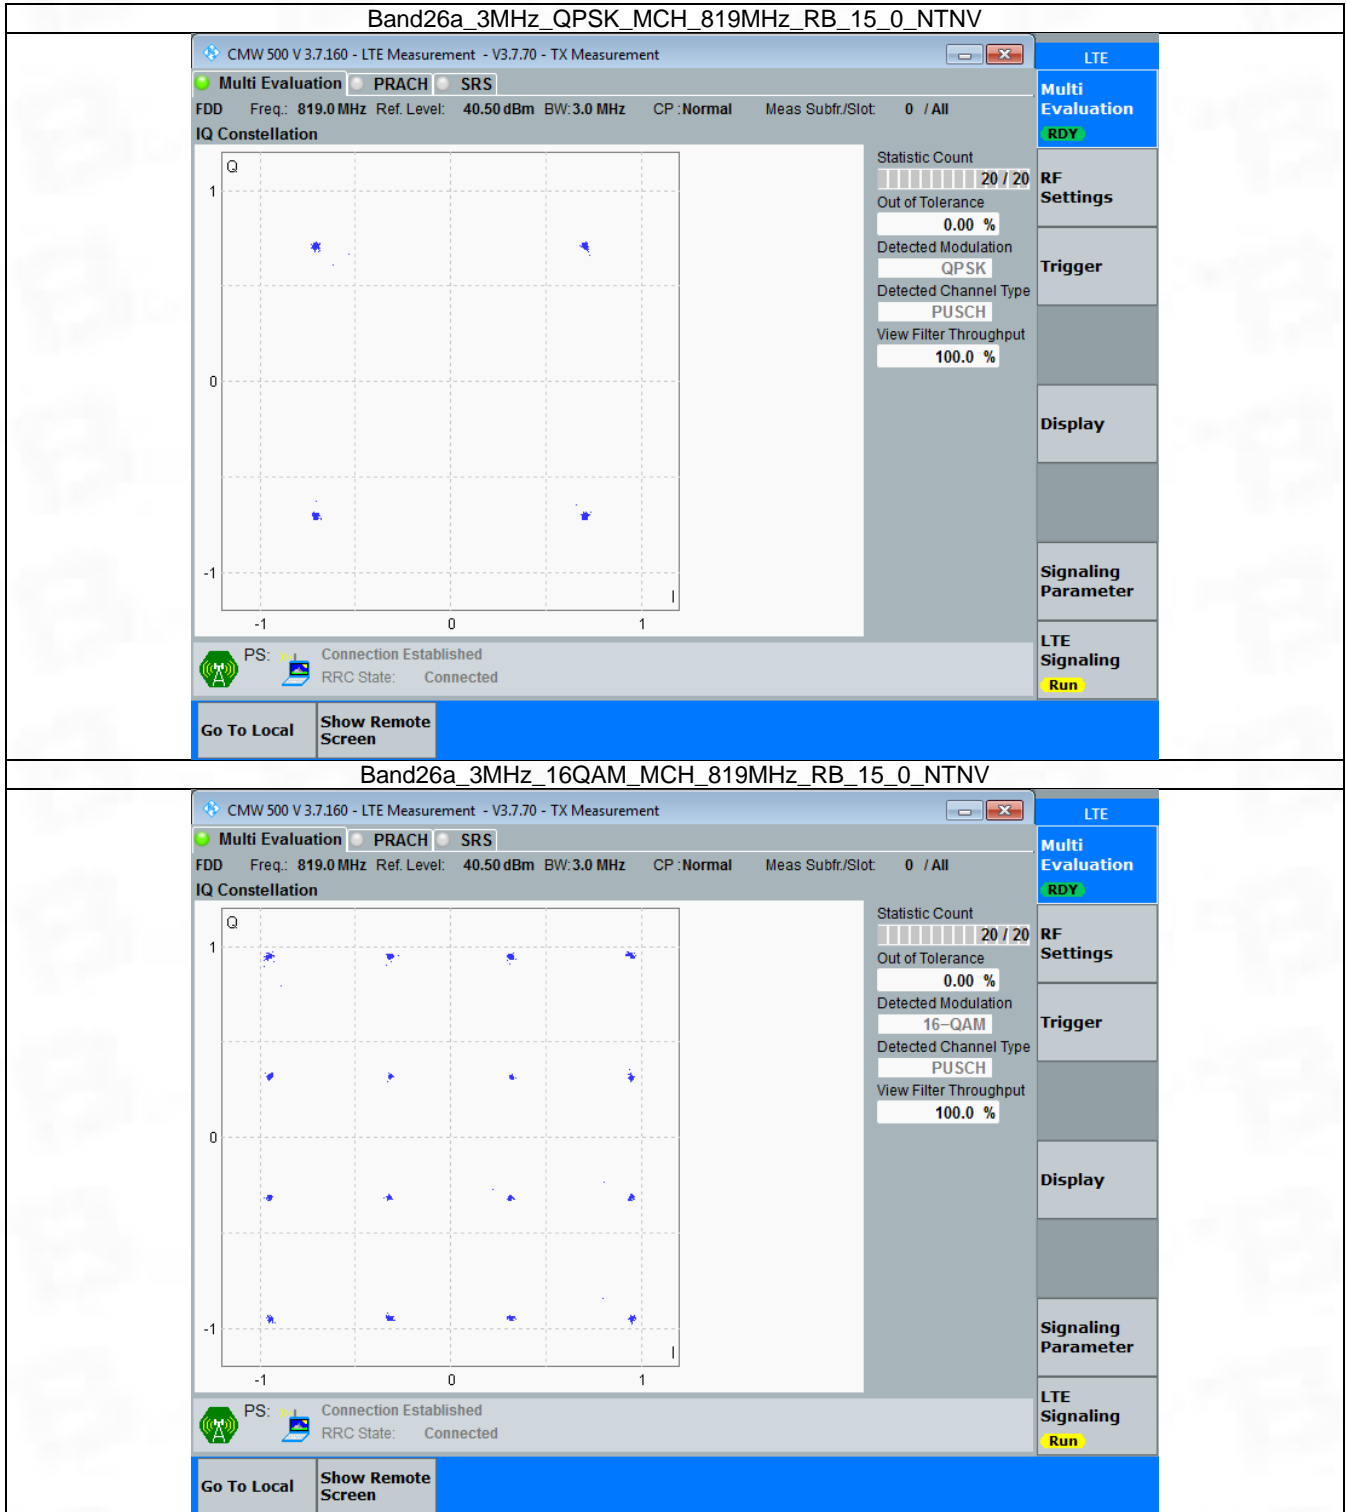 Band26a_3MHz_QPSK_MCH_819MHz_RB_15_0_NTNV
CMW 500 V 3.7.160 - LTE Measurement - V3.7.70 - TX Measurement
LTE
Multi Evaluation PRACH SRS
Multi
Evaluation
RDY
FDD Freq.: 819.0 MHz Ref. Level: 40.50 dBm BW: 3.0 MHz CP : Normal Meas Subfr./Slot: 0 / All
IQ Constellation
Q
1
0
-1
I
-1 0 1
Statistic Count
20 / 20
Out of Tolerance
0.00 %
Detected Modulation
QPSK
Detected Channel Type
PUSCH
View Filter Throughput
100.0 %
RF
Settings
Trigger
Display
Signaling
Parameter
LTE
Signaling
Run
PS: Connection Established
RRC State: Connected
Go To Local
Show Remote
Screen
Band26a_3MHz_16QAM_MCH_819MHz_RB_15_0_NTNV
CMW 500 V 3.7.160 - LTE Measurement - V3.7.70 - TX Measurement
LTE
Multi Evaluation PRACH SRS
Multi
Evaluation
RDY
FDD Freq.: 819.0 MHz Ref. Level: 40.50 dBm BW: 3.0 MHz CP : Normal Meas Subfr./Slot: 0 / All
IQ Constellation
Q
1
0
-1
I
-1 0 1
Statistic Count
20 / 20
Out of Tolerance
0.00 %
Detected Modulation
16-QAM
Detected Channel Type
PUSCH
View Filter Throughput
100.0 %
RF
Settings
Trigger
Display
Signaling
Parameter
LTE
Signaling
Run
PS: Connection Established
RRC State: Connected
Go To Local
Show Remote
Screen